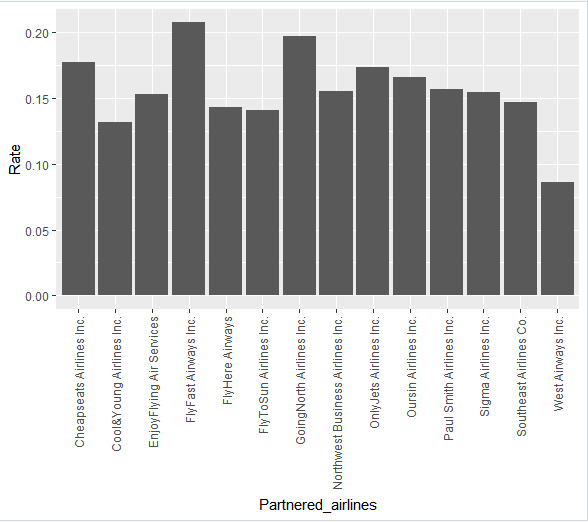 0.20
0.15
0.10
0.05
0.00
Rate
Cheapseats Airlines Inc.
Cool&Young Airlines Inc.
EnjoyFlying Air Services
FlyFast Airways Inc.
FlyHere Airways
FlyToSun Airlines Inc.
GoingNorth Airlines Inc.
Northwest Business Airlines Inc.
OnlyJets Airlines Inc.
Oursin Airlines Inc.
Paul Smith Airlines Inc.
Sigma Airlines Inc.
Southeast Airlines Co.
West Airways Inc.
Partnered_airlines